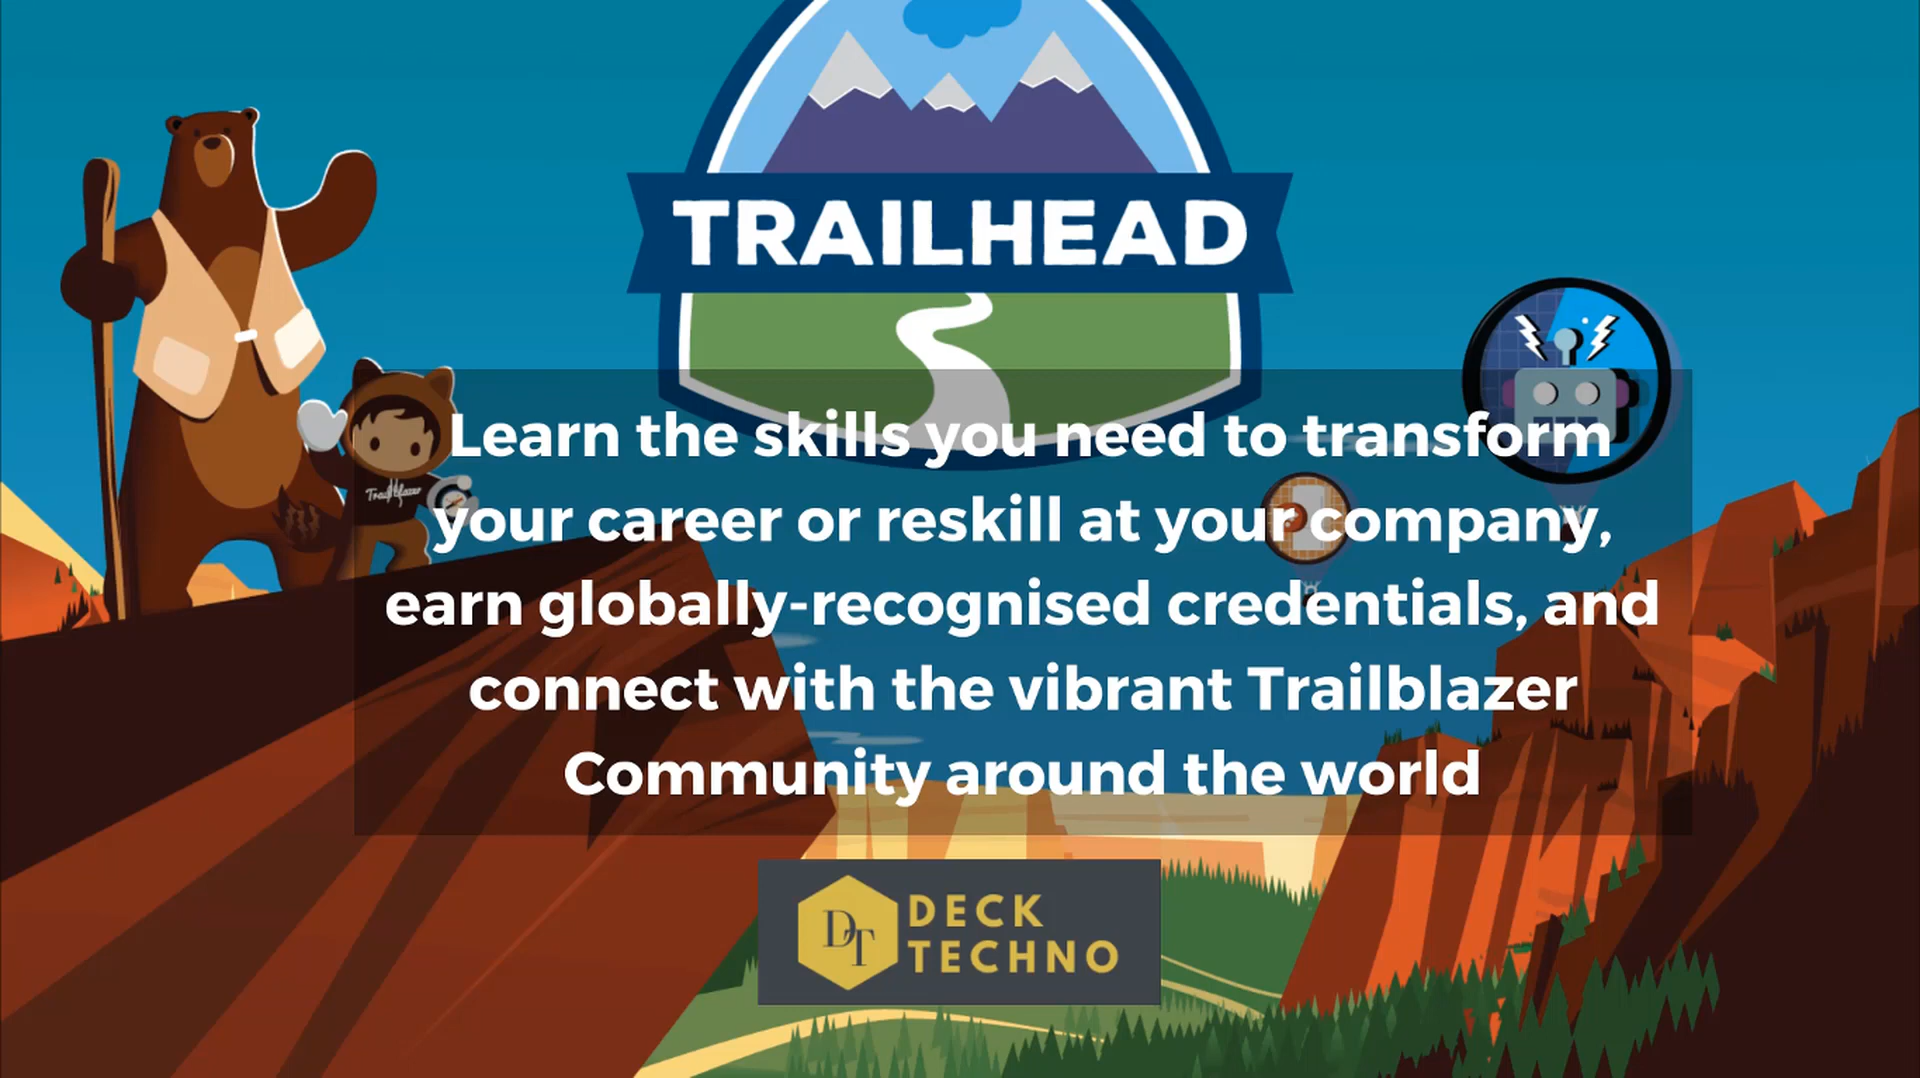 TRAILHEAD
Learn the skills you need to transform
your career or reskill at your company,
earn globally-recognised credentials, and
connect with the vibrant Trailblazer
Community around the world
Trailblazer
DT
DECK
TECHNO